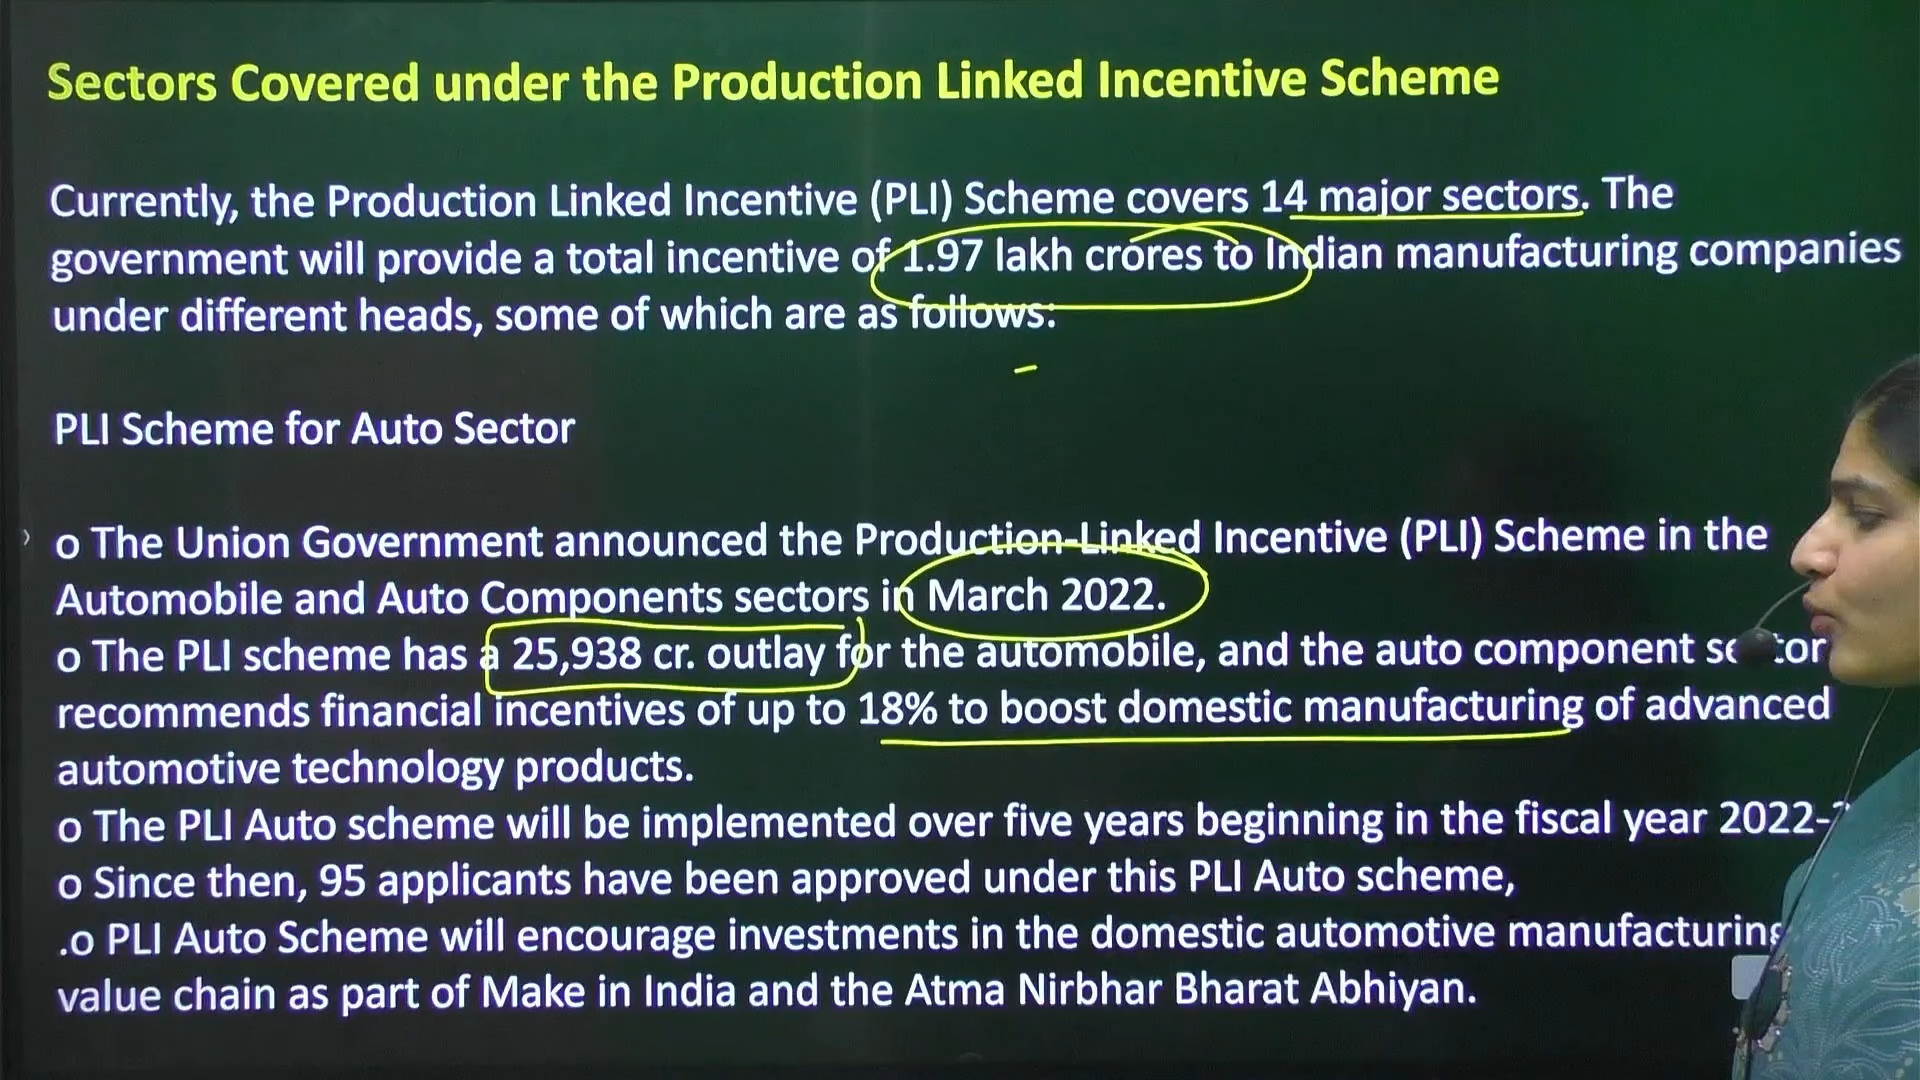 Sectors Covered under the Production Linked Incentive Scheme
Currently, the Production Linked Incentive (PLI) Scheme covers 14 major sectors. The
government will provide a total incentive of 1.97 lakh crores to Indian manufacturing companies
under different heads, some of which are as follows:
PLI Scheme for Auto Sector
o The Union Government announced the Production-Linked Incentive (PLI) Scheme in the
Automobile and Auto Components sectors in March 2022.
o The PLI scheme has a 25,938 cr. outlay for the automobile, and the auto component
recommends financial incentives of up to 18% to boost domestic manufacturing of advanced
automotive technology products.
o The PLI Auto scheme will be implemented over five years beginning in the fiscal year 2022-
o Since then, 95 applicants have been approved under this PLI Auto scheme,
.o PLI Auto Scheme will encourage investments in the domestic automotive manufacturing
value chain as part of Make in India and the Atma Nirbhar Bharat Abhiyan.